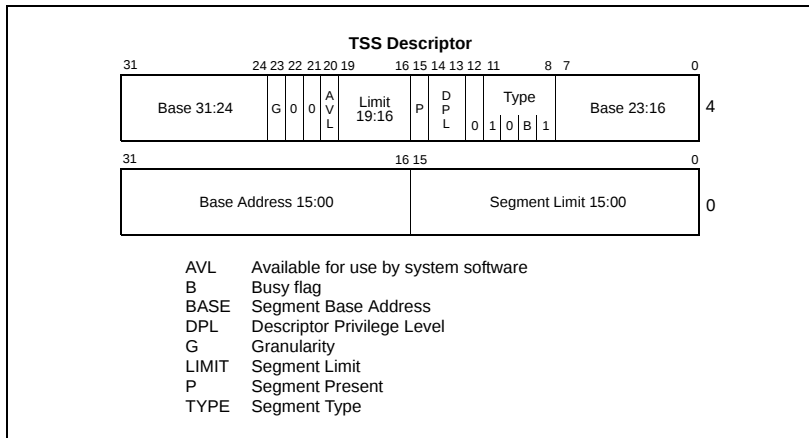 TSS Descriptor
31 24 23 22 21 20 19 16 15 14 13 12 11 8 7 0
Base 31:24 G 0 0 AVL Limit 19:16 P DPL 0 Type 1 0 B 1 Base 23:16 4
31 16 15 0
Base Address 15:00 Segment Limit 15:00 0
AVL Available for use by system software
B Busy flag
BASE Segment Base Address
DPL Descriptor Privilege Level
G Granularity
LIMIT Segment Limit
P Segment Present
TYPE Segment Type